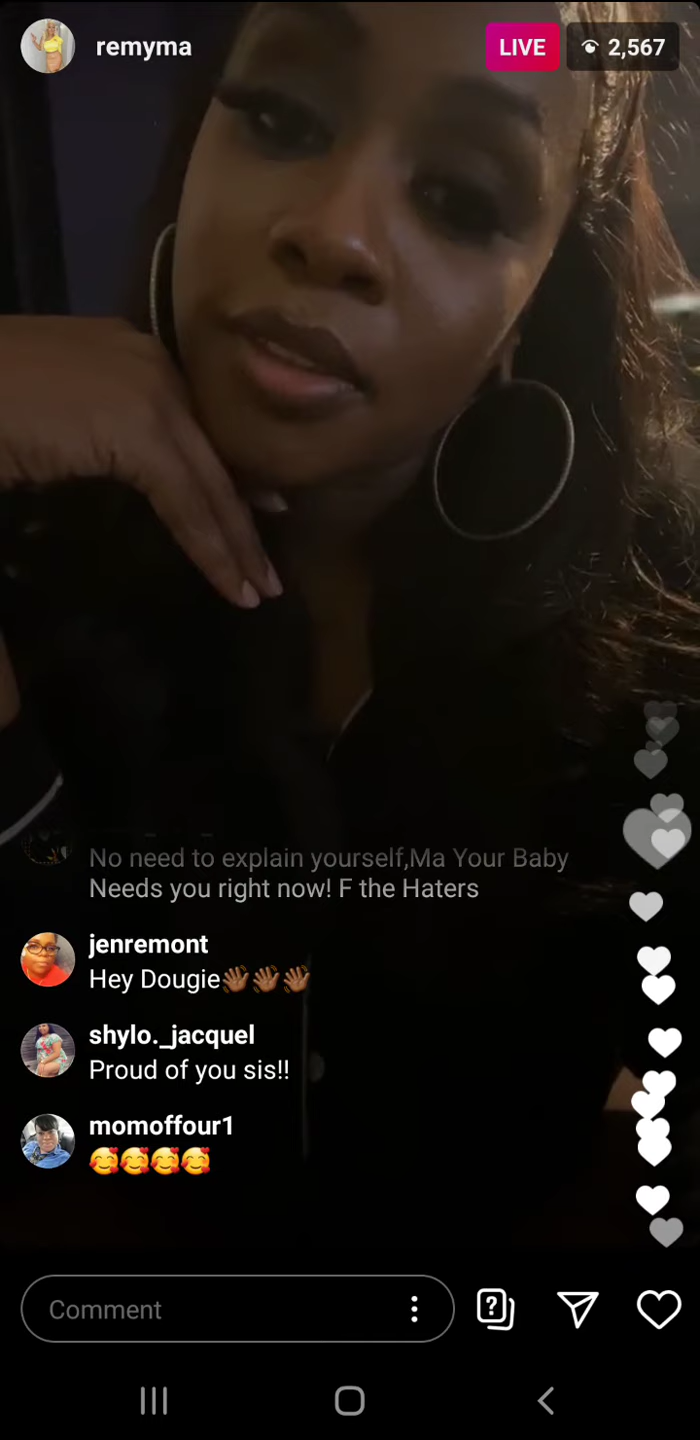 remyma
LIVE
2,567
No need to explain yourself,Ma Your Baby
Needs you right now! F the Haters
jenremont
Hey Dougie👋🏾👋🏾👋🏾
shylo._jacquel
Proud of you sis!!
momoffour1
🥰🥰🥰🥰
Comment